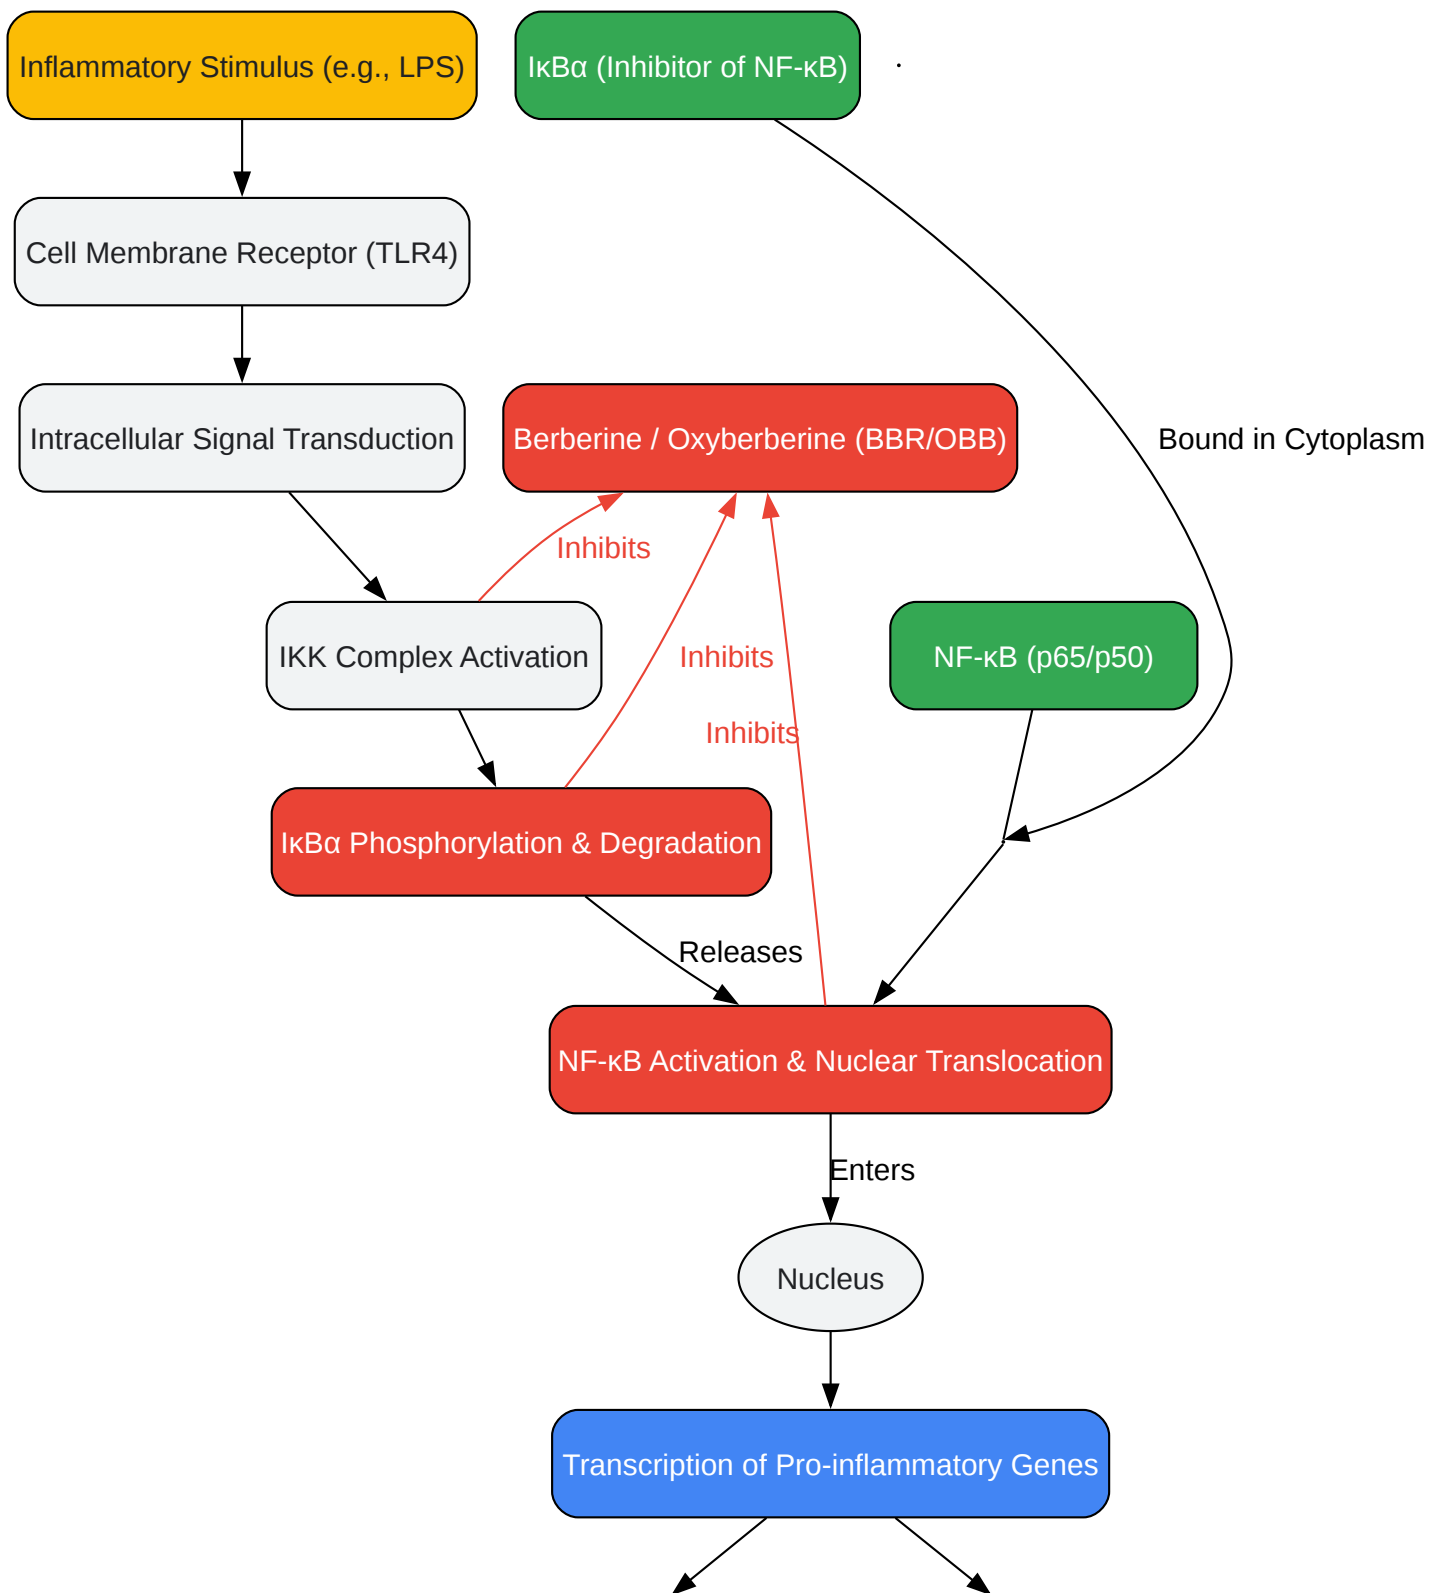 Inflammatory Stimulus (e.g., LPS)
IκBα (Inhibitor of NF-κB)
Cell Membrane Receptor (TLR4)
Intracellular Signal Transduction
Berberine / Oxyberberine (BBR/OBB)
Bound in Cytoplasm
Inhibits
IKK Complex Activation
Inhibits
NF-κB (p65/p50)
Inhibits
IκBα Phosphorylation & Degradation
Releases
NF-κB Activation & Nuclear Translocation
Enters
Nucleus
Transcription of Pro-inflammatory Genes